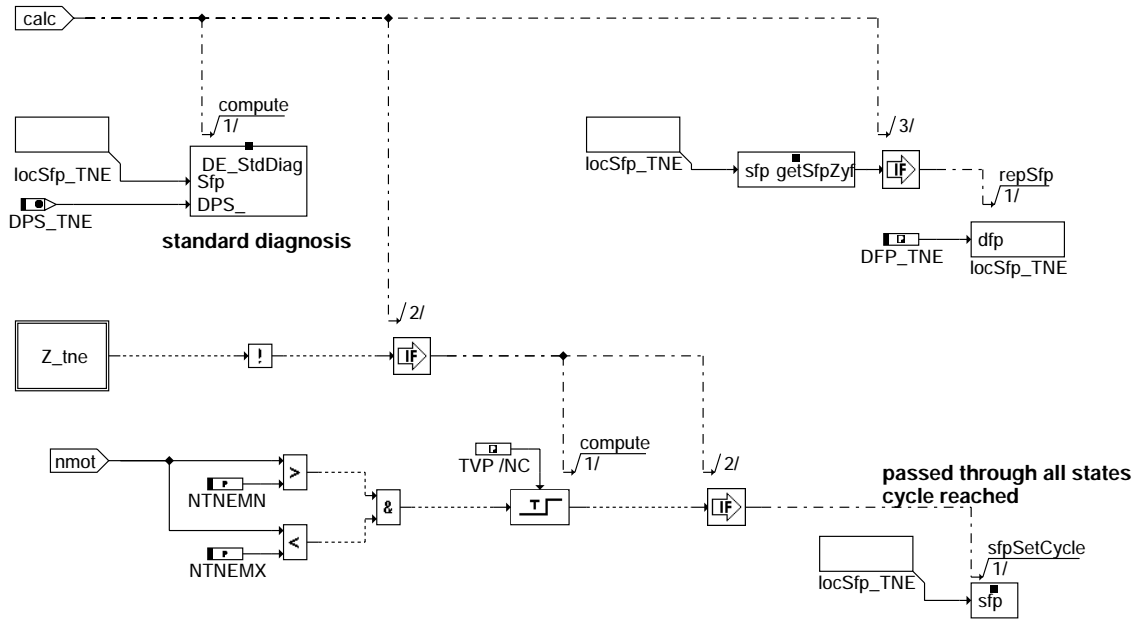 calc
compute
1/
3/
locSfp_TNE
DE_StdDiag
Sfp
DPS_
DPS_TNE
standard diagnosis
locSfp_TNE
sfp getSfpZyf
IF
repSfp
1/
DFP_TNE
P
dfp
locSfp_TNE
2/
Z_tne
!
IF
nmot
P
NTNEMN
>
P
NTNEMX
<
&
P
TVP /NC
T
compute
1/
2/
IF
passed through all states
cycle reached
locSfp_TNE
sfpSetCycle
1/
sfp